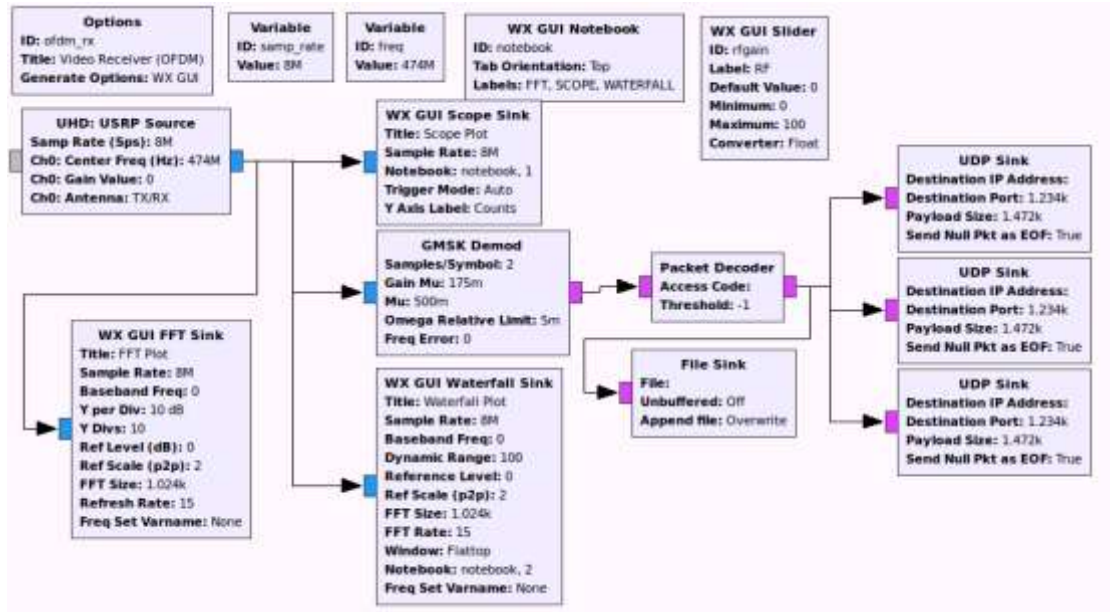 Options
ID: ofdm_rx
Title: Video Receiver (OFDM)
Generate Options: WX GUI
Variable
ID: samp_rate
Value: 8M
Variable
ID: freq
Value: 474M
WX GUI Notebook
ID: notebook
Tab Orientation: Top
Labels: FFT, SCOPE, WATERFALL
WX GUI Slider
ID: rfgain
Label: RF
Default Value: 0
Minimum: 0
Maximum: 100
Converter: Float
UHD: USRP Source
Samp Rate (Sps): 8M
Ch0: Center Freq (Hz): 474M
Ch0: Gain Value: 0
Ch0: Antenna: TX/RX
WX GUI Scope Sink
Title: Scope Plot
Sample Rate: 8M
Notebook: notebook, 1
Trigger Mode: Auto
Y Axis Label: Counts
GMSK Demod
Samples/Symbol: 2
Gain Mu: 175m
Mu: 500m
Omega Relative Limit: 5m
Freq Error: 0
Packet Decoder
Access Code:
Threshold: -1
UDP Sink
Destination IP Address:
Destination Port: 1.234k
Payload Size: 1.472k
Send Null Pkt as EOF: True
UDP Sink
Destination IP Address:
Destination Port: 1.234k
Payload Size: 1.472k
Send Null Pkt as EOF: True
UDP Sink
Destination IP Address:
Destination Port: 1.234k
Payload Size: 1.472k
Send Null Pkt as EOF: True
File Sink
File:
Unbuffered: Off
Append file: Overwrite
WX GUI FFT Sink
Title: FFT Plot
Sample Rate: 8M
Baseband Freq: 0
Y per Div: 10 dB
Y Divs: 10
Ref Level (dB): 0
Ref Scale (p2p): 2
FFT Size: 1.024k
Refresh Rate: 15
Freq Set Varname: None
WX GUI Waterfall Sink
Title: Waterfall Plot
Sample Rate: 8M
Baseband Freq: 0
Dynamic Range: 100
Reference Level: 0
Ref Scale (p2p): 2
FFT Size: 1.024k
FFT Rate: 15
Window: Flattop
Notebook: notebook, 2
Freq Set Varname: None